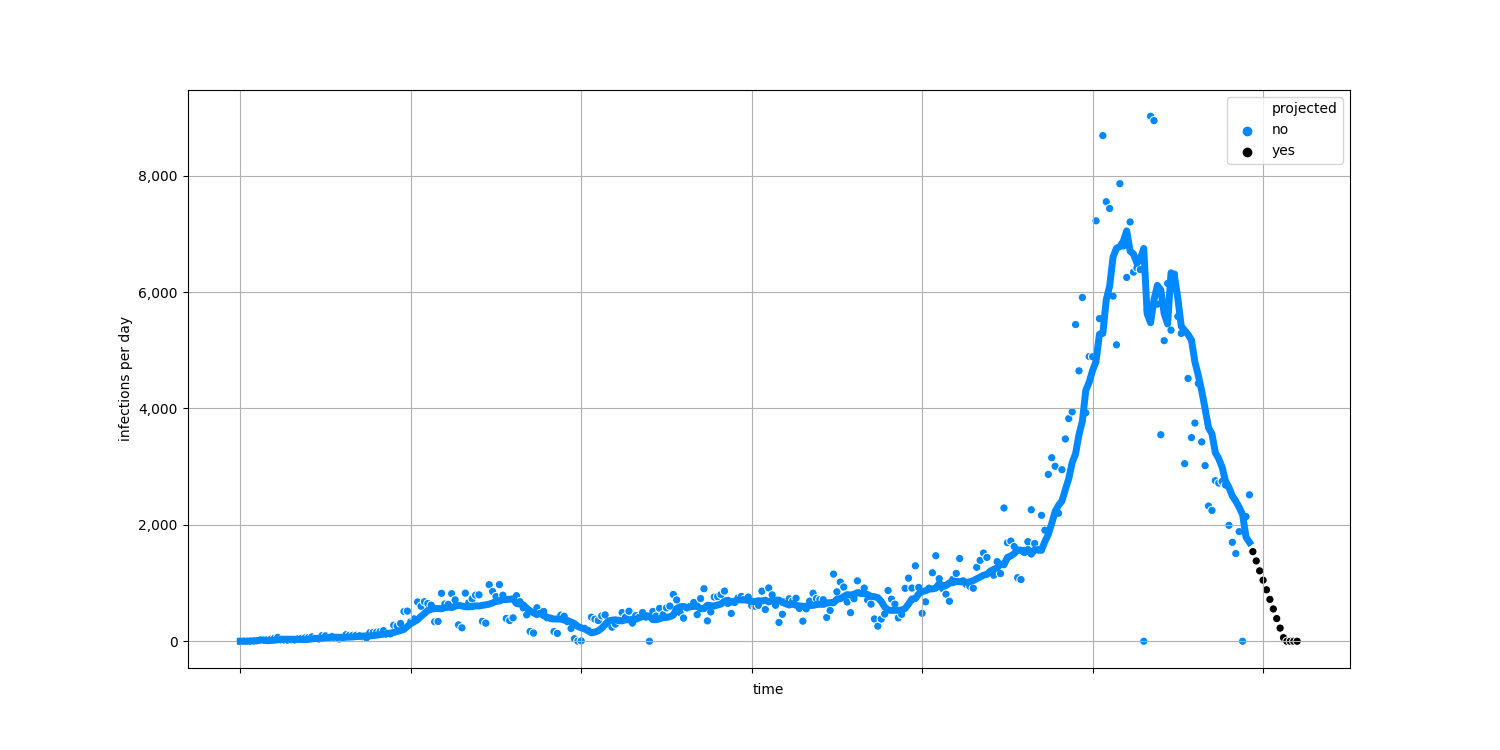 projected
no
yes
8,000
6,000
4,000
2,000
0
infections per day
time